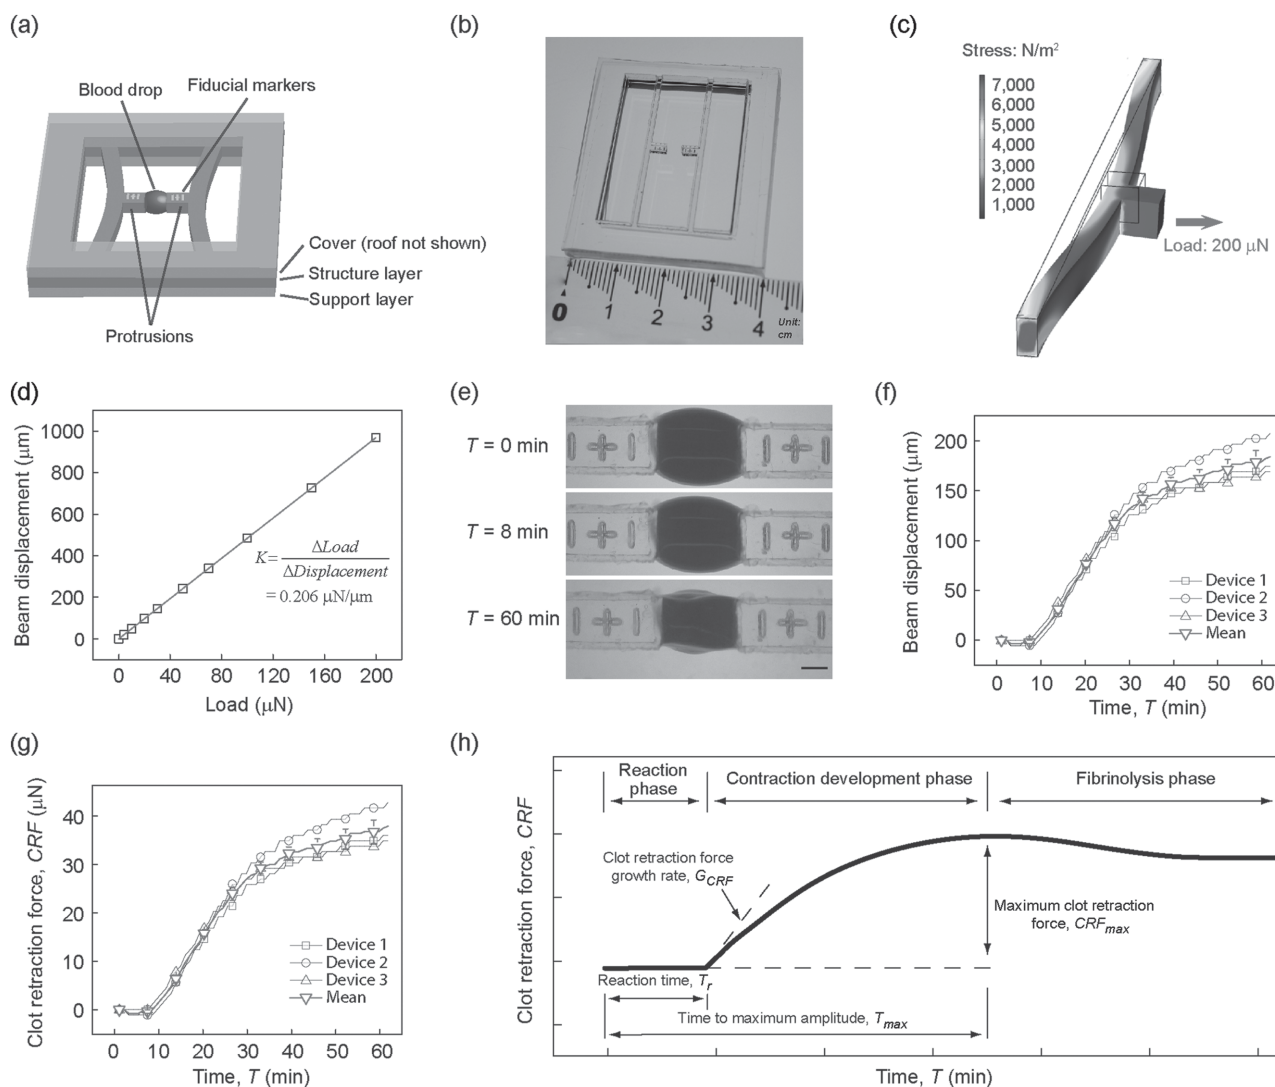 (a)
Blood drop
Fiducial markers
Cover (roof not shown)
Structure layer
Support layer
Protrusions
(b)
0
1
2
3
4
Unit:
cm
(c)
Stress: N/m²
7,000
6,000
5,000
4,000
3,000
2,000
1,000
Load: 200 μN
(d)
Beam displacement (μm)
1000
800
600
400
200
0
K= ΔLoad
ΔDisplacement
= 0.206 μN/μm
0 40 80 120 160 200
Load (μN)
(e)
T = 0 min
T = 8 min
T = 60 min
(f)
Beam displacement (μm)
200
150
100
50
0
Device 1
Device 2
Device 3
Mean
0 10 20 30 40 50 60
Time, T (min)
(g)
Clot retraction force, CRF (μN)
40
30
20
10
0
Device 1
Device 2
Device 3
Mean
0 10 20 30 40 50 60
Time, T (min)
(h)
Clot retraction force, CRF
Reaction
phase
Contraction development phase
Fibrinolysis phase
Clot retraction force
growth rate, G_CRF
Maximum clot retraction
force, CRF_max
Reaction time, T_r
Time to maximum amplitude, T_max
Time, T (min)